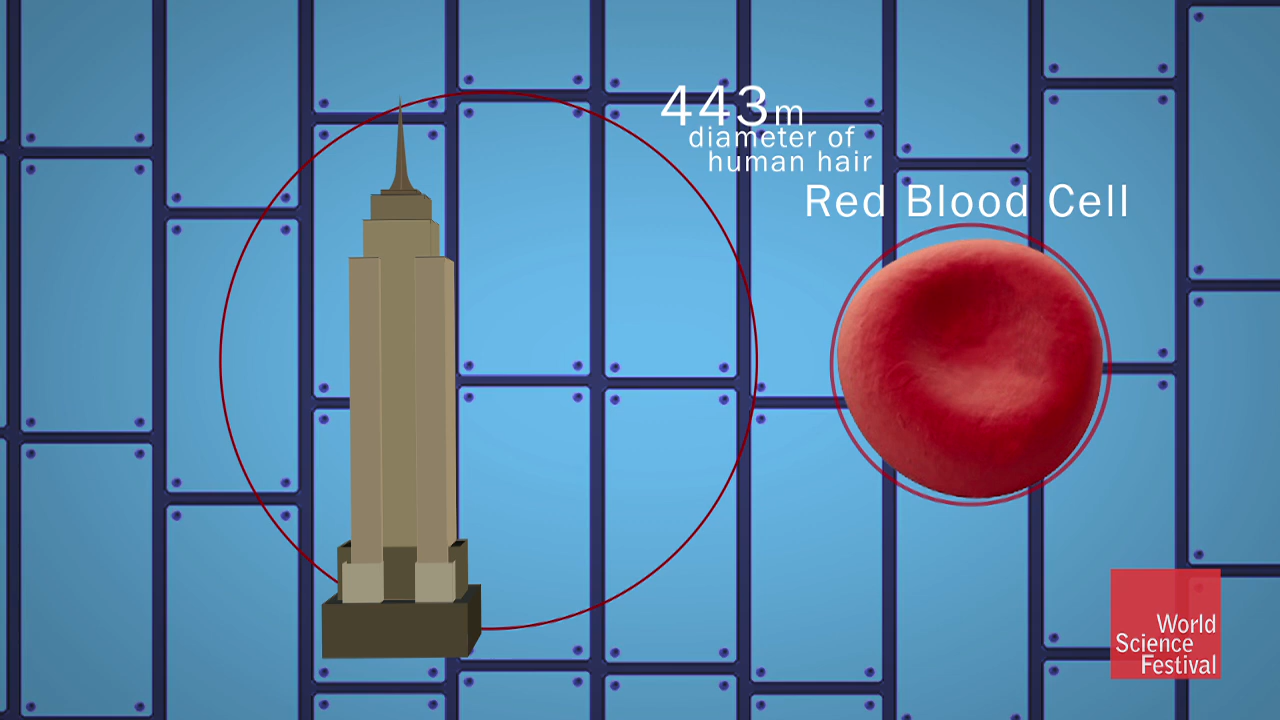 443m
diameter of
human hair
Red Blood Cell
World
Science
Festival